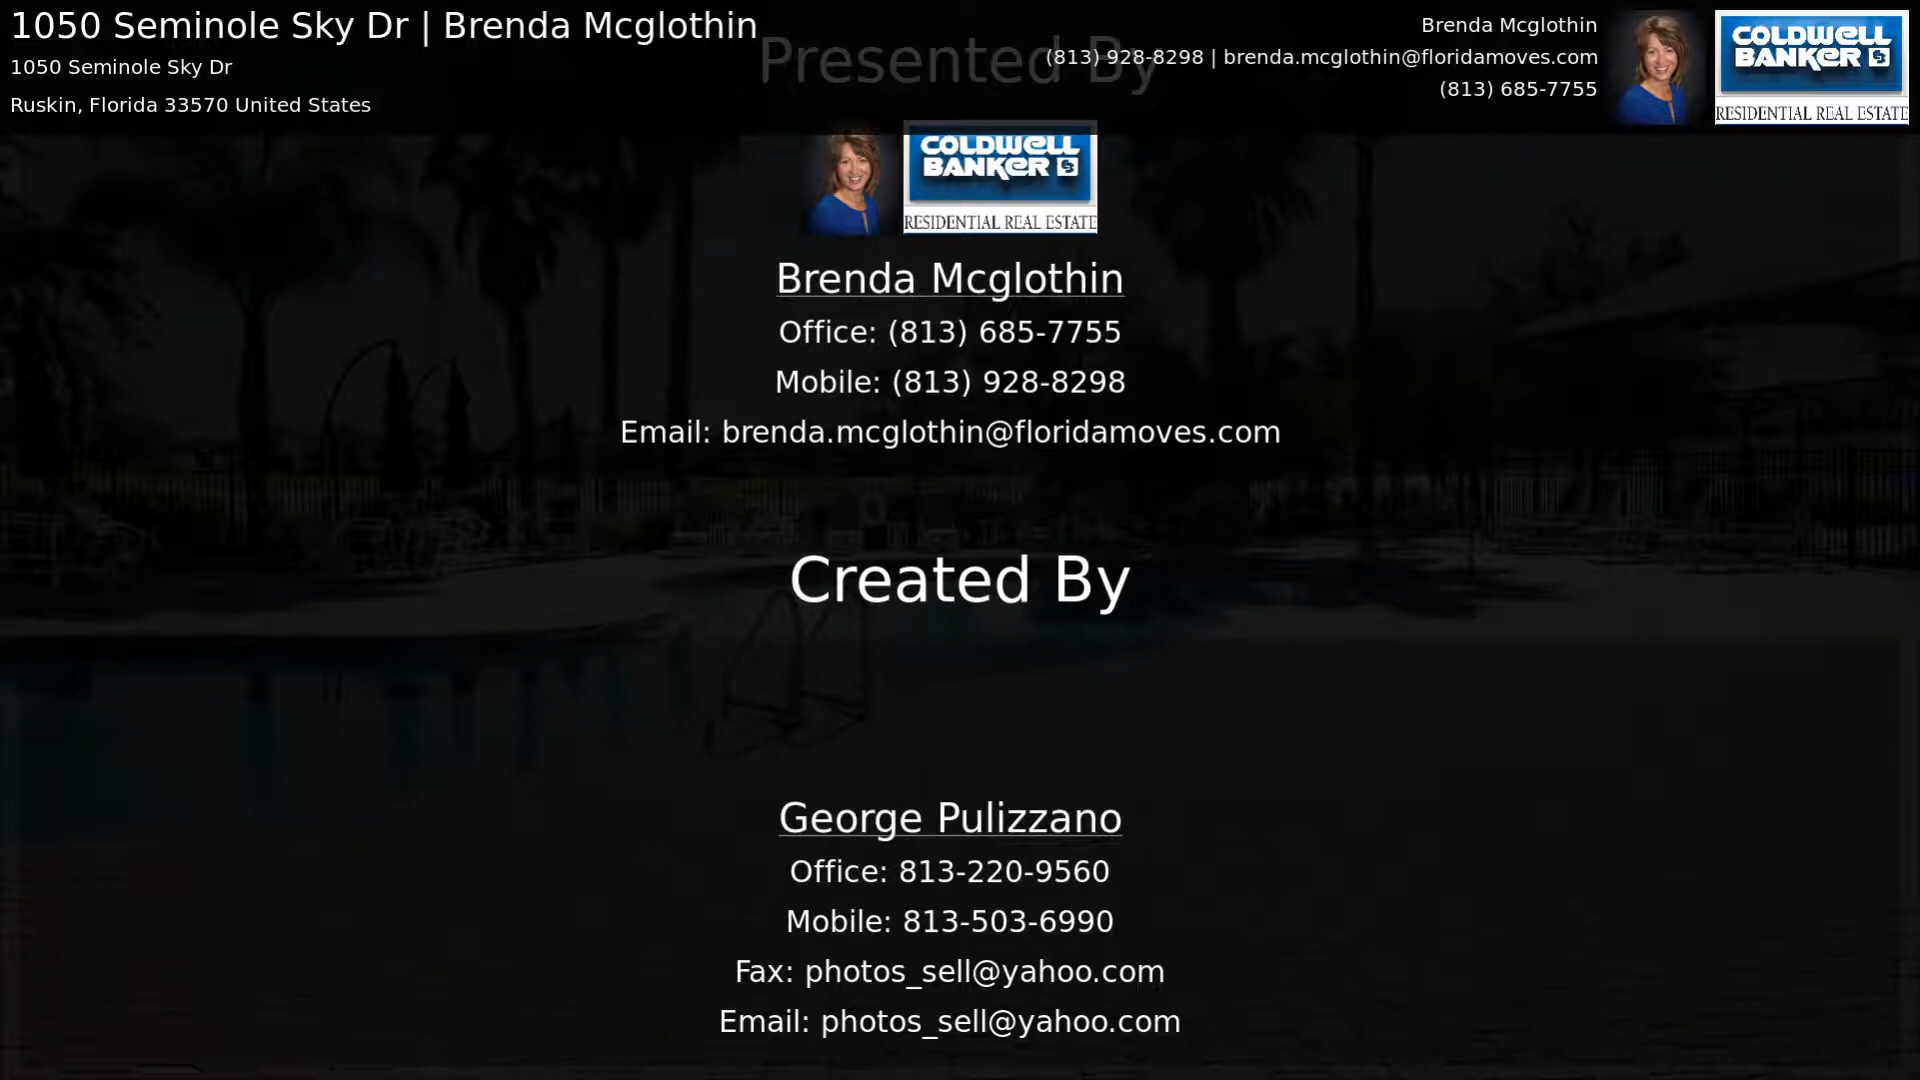 1050 Seminole Sky Dr | Brenda Mcglothin
1050 Seminole Sky Dr
Ruskin, Florida 33570 United States
Presented By
Brenda Mcglothin
(813) 928-8298 | brenda.mcglothin@floridamoves.com
(813) 685-7755
COLDWELL
BANKER
RESIDENTIAL REAL ESTATE
COLDWELL
BANKER
RESIDENTIAL REAL ESTATE
Brenda Mcglothin
Office: (813) 685-7755
Mobile: (813) 928-8298
Email: brenda.mcglothin@floridamoves.com
Created By
George Pulizzano
Office: 813-220-9560
Mobile: 813-503-6990
Fax: photos_sell@yahoo.com
Email: photos_sell@yahoo.com